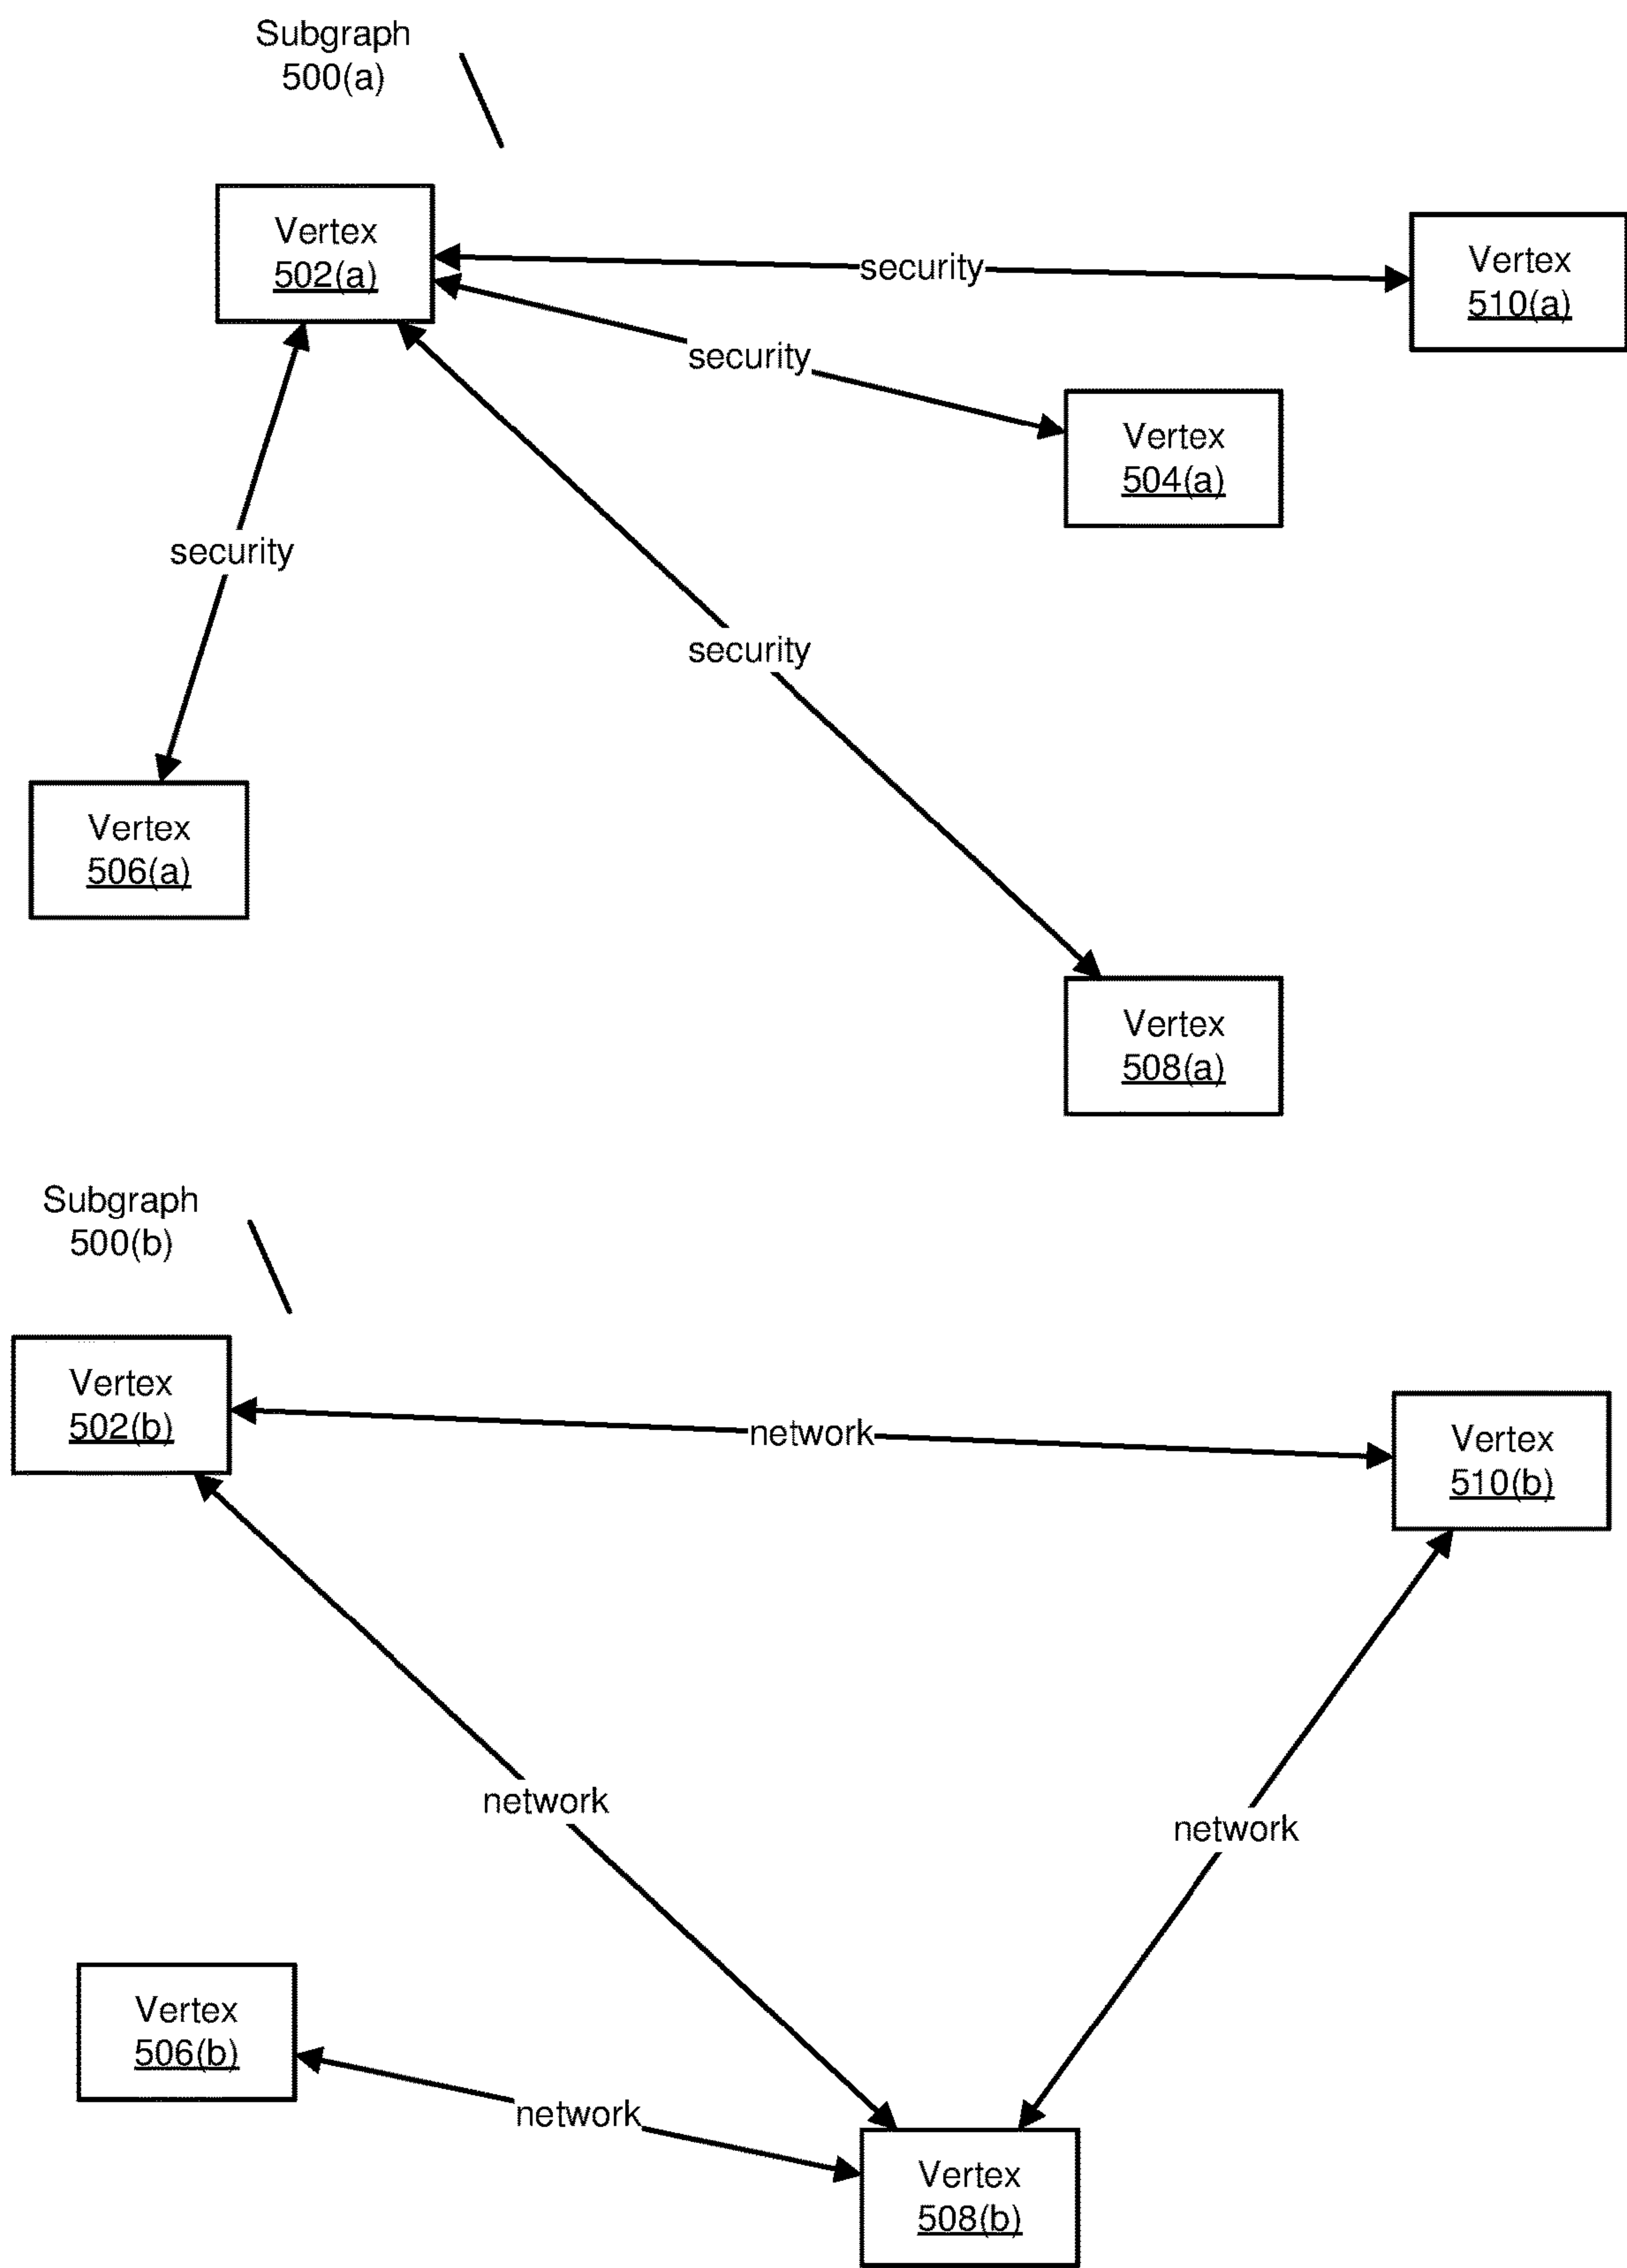 Subgraph
500(a)
Vertex
502(a)
security
Vertex
510(a)
security
Vertex
504(a)
security
security
Vertex
506(a)
Vertex
508(a)
Subgraph
500(b)
Vertex
502(b)
network
Vertex
510(b)
network
network
Vertex
506(b)
network
Vertex
508(b)